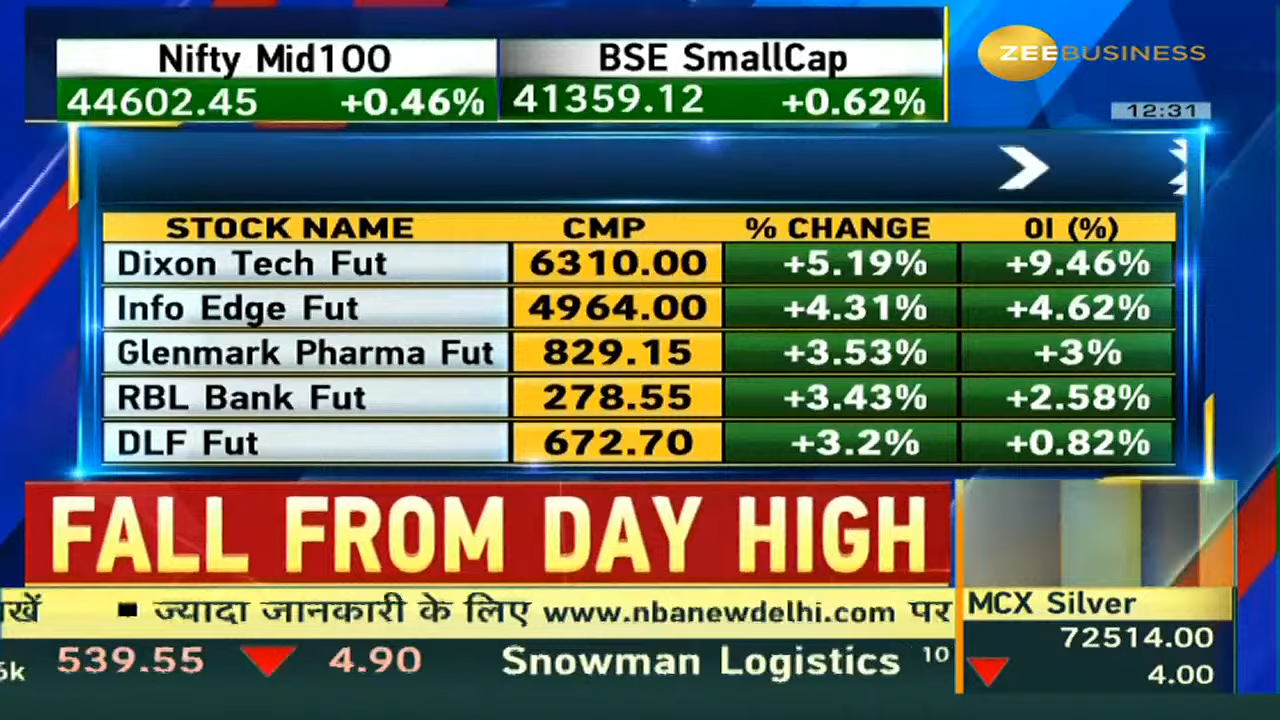 Nifty Mid100 BSE SmallCap
44602.45 +0.46% 41359.12 +0.62%
ZEEBUSINESS
12:31
STOCK NAME CMP % CHANGE OI (%)
Dixon Tech Fut 6310.00 +5.19% +9.46%
Info Edge Fut 4964.00 +4.31% +4.62%
Glenmark Pharma Fut 829.15 +3.53% +3%
RBL Bank Fut 278.55 +3.43% +2.58%
DLF Fut 672.70 +3.2% +0.82%
FALL FROM DAY HIGH
■ ज्यादा जानकारी के लिए www.nbanewdelhi.com पर
539.55 ▼ 4.90 Snowman Logistics 10
MCX Silver
72514.00
▼ 4.00